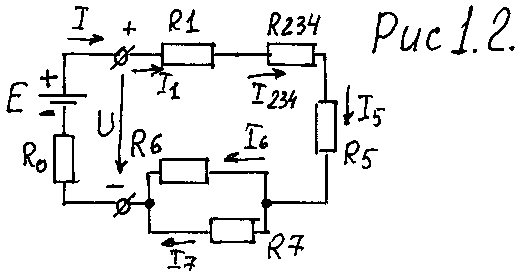 I + R1 R234 Рис 1.2.
I1 I234
E + - U I5
R0 R6 I6 R5
-
I7 R7